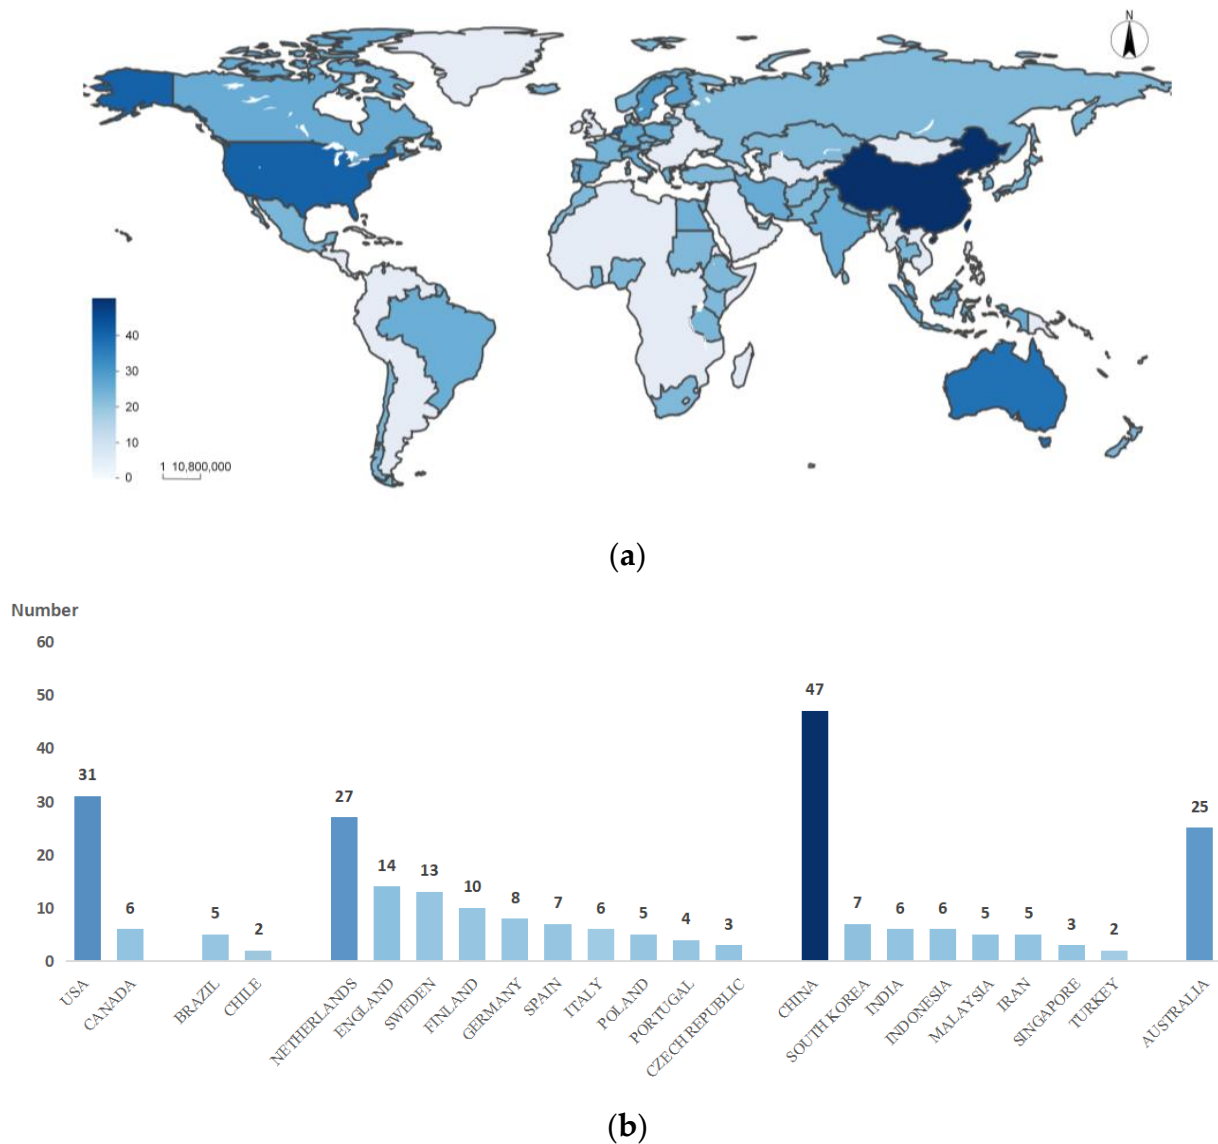 N
40
30
20
10
0
1 10,800,000
(a)
Number
60
50
40
30
20
10
0
31
6
5
2
27
14
13
10
8
7
6
5
4
3
47
7
6
6
5
5
3
2
25
USA
CANADA
BRAZIL
CHILE
NETHERLANDS
ENGLAND
SWEDEN
FINLAND
GERMANY
SPAIN
ITALY
POLAND
PORTUGAL
CZECH REPUBLIC
CHINA
SOUTH KOREA
INDIA
INDONESIA
MALAYSIA
IRAN
SINGAPORE
TURKEY
AUSTRALIA
(b)